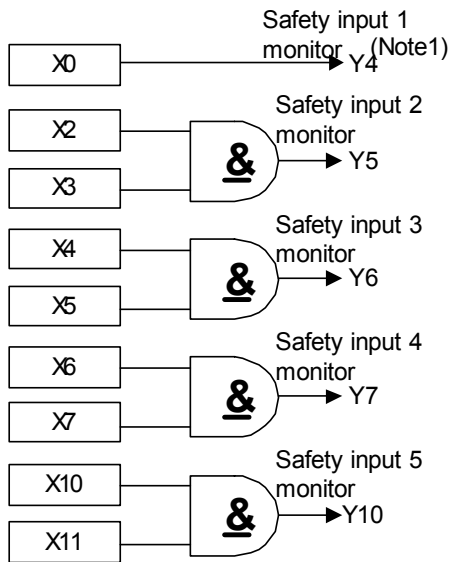 Safety input 1
monitor (Note1)
X0
Y4
Safety input 2
monitor
X2
&
Y5
X3
Safety input 3
monitor
X4
&
Y6
X5
Safety input 4
monitor
X6
&
Y7
X7
Safety input 5
monitor
X10
&
Y10
X11